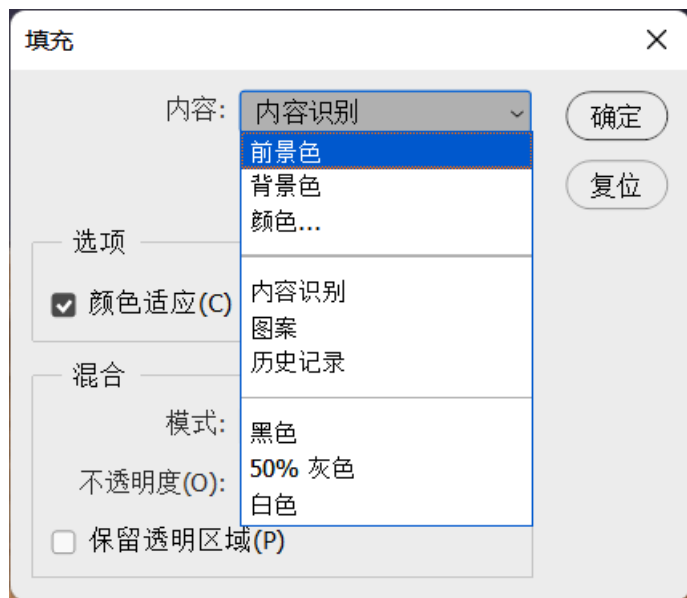 填充
内容:
内容识别
确定
前景色
背景色
复位
颜色...
选项
内容识别
颜色适应(C)
图案
历史记录
混合
模式:
黑色
50% 灰色
不透明度(O):
白色
保留透明区域(P)